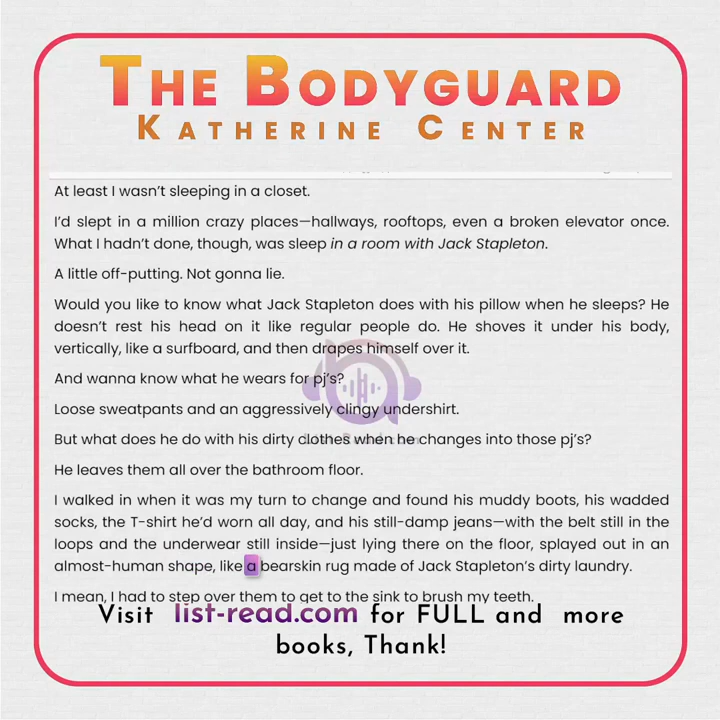 THE BODYGUARD
KATHERINE CENTER
At least I wasn’t sleeping in a closet.
I’d slept in a million crazy places—hallways, rooftops, even a broken elevator once.
What I hadn’t done, though, was sleep in a room with Jack Stapleton.
A little off-putting. Not gonna lie.
Would you like to know what Jack Stapleton does with his pillow when he sleeps? He
doesn’t rest his head on it like regular people do. He shoves it under his body,
vertically, like a surfboard, and then drapes himself over it.
And wanna know what he wears for pj’s?
Loose sweatpants and an aggressively clingy undershirt.
But what does he do with his dirty clothes when he changes into those pj’s?
He leaves them all over the bathroom floor.
I walked in when it was my turn to change and found his muddy boots, his wadded
socks, the T-shirt he’d worn all day, and his still-damp jeans—with the belt still in the
loops and the underwear still inside—just lying there on the floor, splayed out in an
almost-human shape, like a bearskin rug made of Jack Stapleton’s dirty laundry.
I mean, I had to step over them to get to the sink to brush my teeth.
Visit list-read.com for FULL and more
books, Thank!